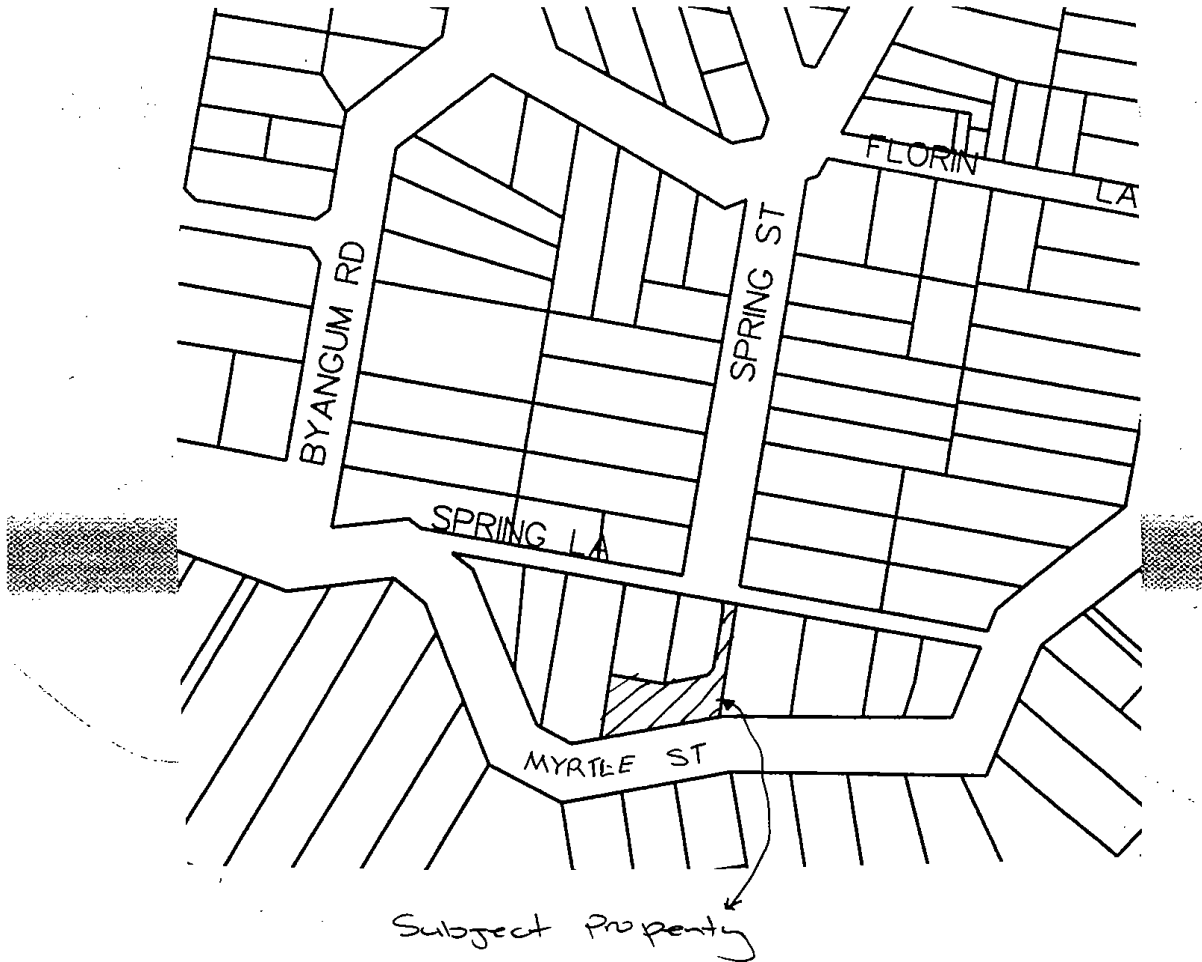 FLORIN
LA
SPRING ST
BYANGUM RD
SPRING LA
MYRTLE ST
Subject Property